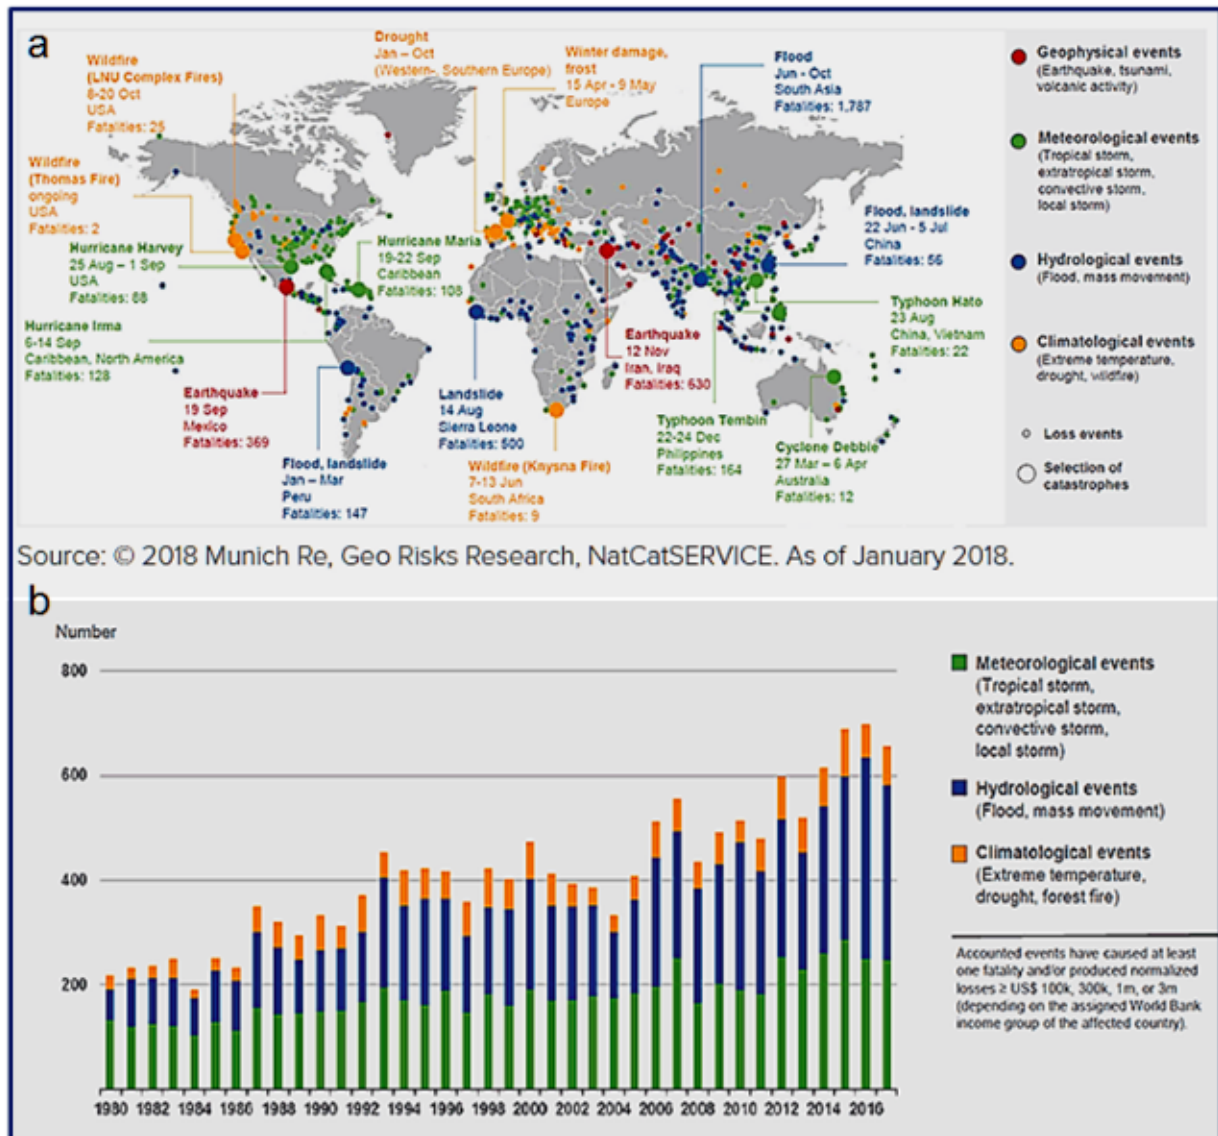 a
Wildfire
(LNU Complex Fires)
8-20 Oct
USA
Fatalities: 25
Drought
Jan – Oct
(Western-, Southern Europe)
Winter damage,
frost
15 Apr - 9 May
Europe
Flood
Jun - Oct
South Asia
Fatalities: 1,787
Wildfire
(Thomas Fire)
ongoing
USA
Fatalities: 2
Hurricane Harvey
25 Aug – 1 Sep
USA
Fatalities: 88
Hurricane Maria
19-22 Sep
Caribbean
Fatalities: 108
Flood, landslide
22 Jun - 5 Jul
China
Fatalities: 56
Hurricane Irma
6-14 Sep
Caribbean, North America
Fatalities: 128
Typhoon Hato
23 Aug
China, Vietnam
Fatalities: 22
Earthquake
12 Nov
Iran, Iraq
Fatalities: 630
Earthquake
19 Sep
Mexico
Fatalities: 369
Landslide
14 Aug
Sierra Leone
Fatalities: 500
Typhoon Tembin
22-24 Dec
Philippines
Fatalities: 164
Cyclone Debbie
27 Mar – 6 Apr
Australia
Fatalities: 12
Flood, landslide
Jan – Mar
Peru
Fatalities: 147
Wildfire (Knysna Fire)
7-13 Jun
South Africa
Fatalities: 9
Geophysical events
(Earthquake, tsunami,
volcanic activity)
Meteorological events
(Tropical storm,
extratropical storm,
convective storm,
local storm)
Hydrological events
(Flood, mass movement)
Climatological events
(Extreme temperature,
drought, wildfire)
Loss events
Selection of
catastrophes
Source: © 2018 Munich Re, Geo Risks Research, NatCatSERVICE. As of January 2018.
b
Number
800
600
400
200
1980 1982 1984 1986 1988 1990 1992 1994 1996 1998 2000 2002 2004 2006 2008 2010 2012 2014 2016
Meteorological events
(Tropical storm,
extratropical storm,
convective storm,
local storm)
Hydrological events
(Flood, mass movement)
Climatological events
(Extreme temperature,
drought, forest fire)
Accounted events have caused at least
one fatality and/or produced normalized
losses ≥ US$ 100k, 300k, 1m, or 3m
(depending on the assigned World Bank
income group of the affected country).